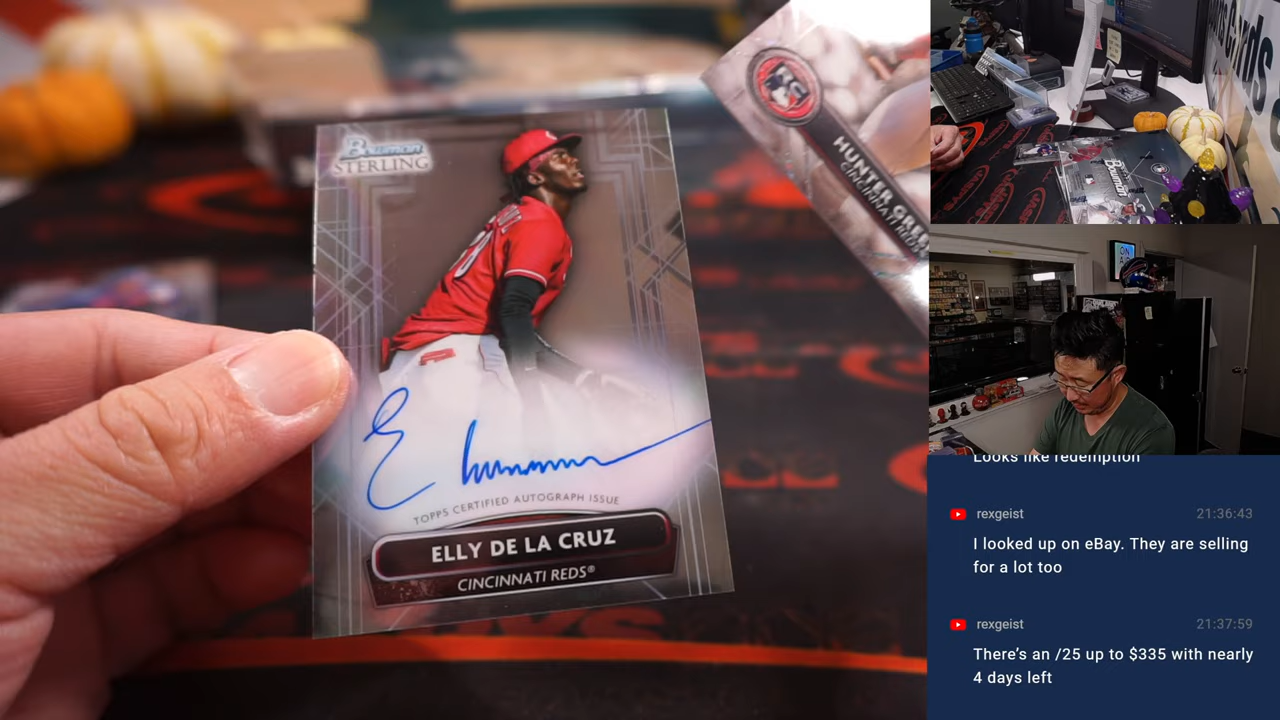 Bowman
STERLING
TOPPS CERTIFIED AUTOGRAPH ISSUE
ELLY DE LA CRUZ
CINCINNATI REDS®
HUNTER
CINCINNATI
Bowman
Looks like redemption
rexgeist 21:36:43
I looked up on eBay. They are selling
for a lot too
rexgeist 21:37:59
There's an /25 up to $335 with nearly
4 days left